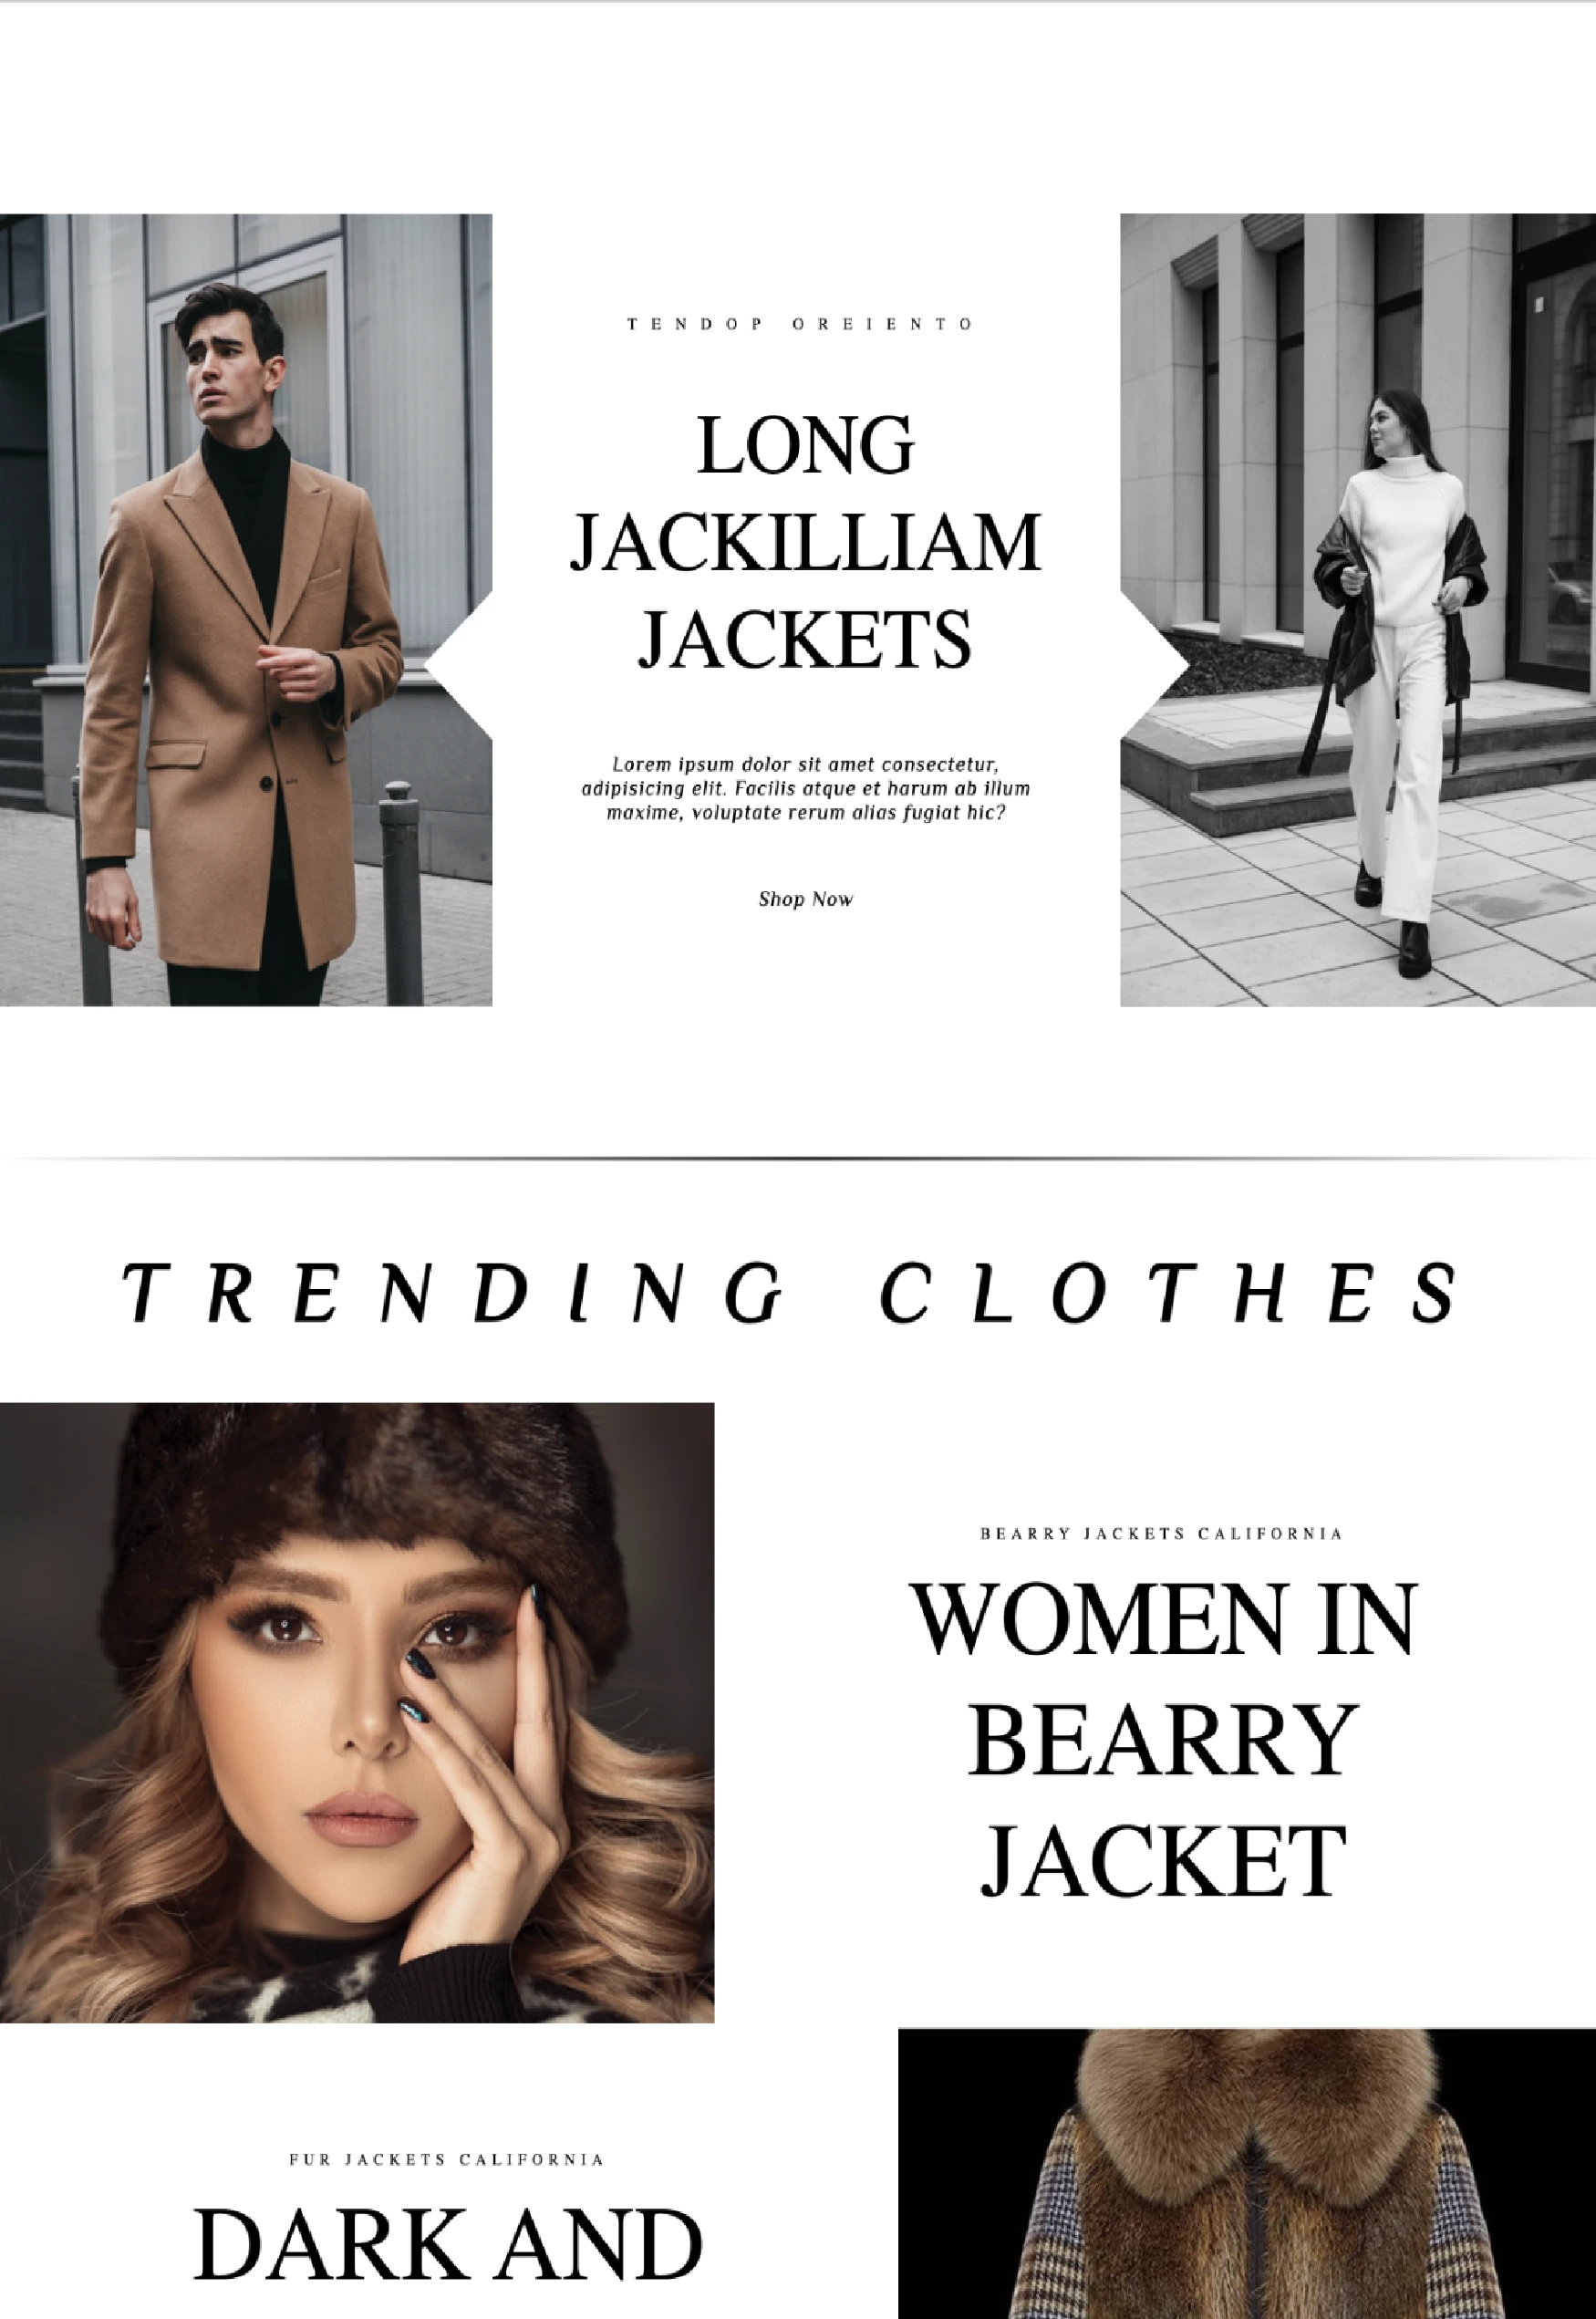 TENDOP OREIENTO
LONG
JACKILLIAM
JACKETS
Lorem ipsum dolor sit amet consectetur,
adipisicing elit. Facilis atque et harum ab illum
maxime, voluptate rerum alias fugiat hic?
Shop Now
TRENDING CLOTHES
BEARRY JACKETS CALIFORNIA
WOMEN IN
BEARRY
JACKET
FUR JACKETS CALIFORNIA
DARK AND